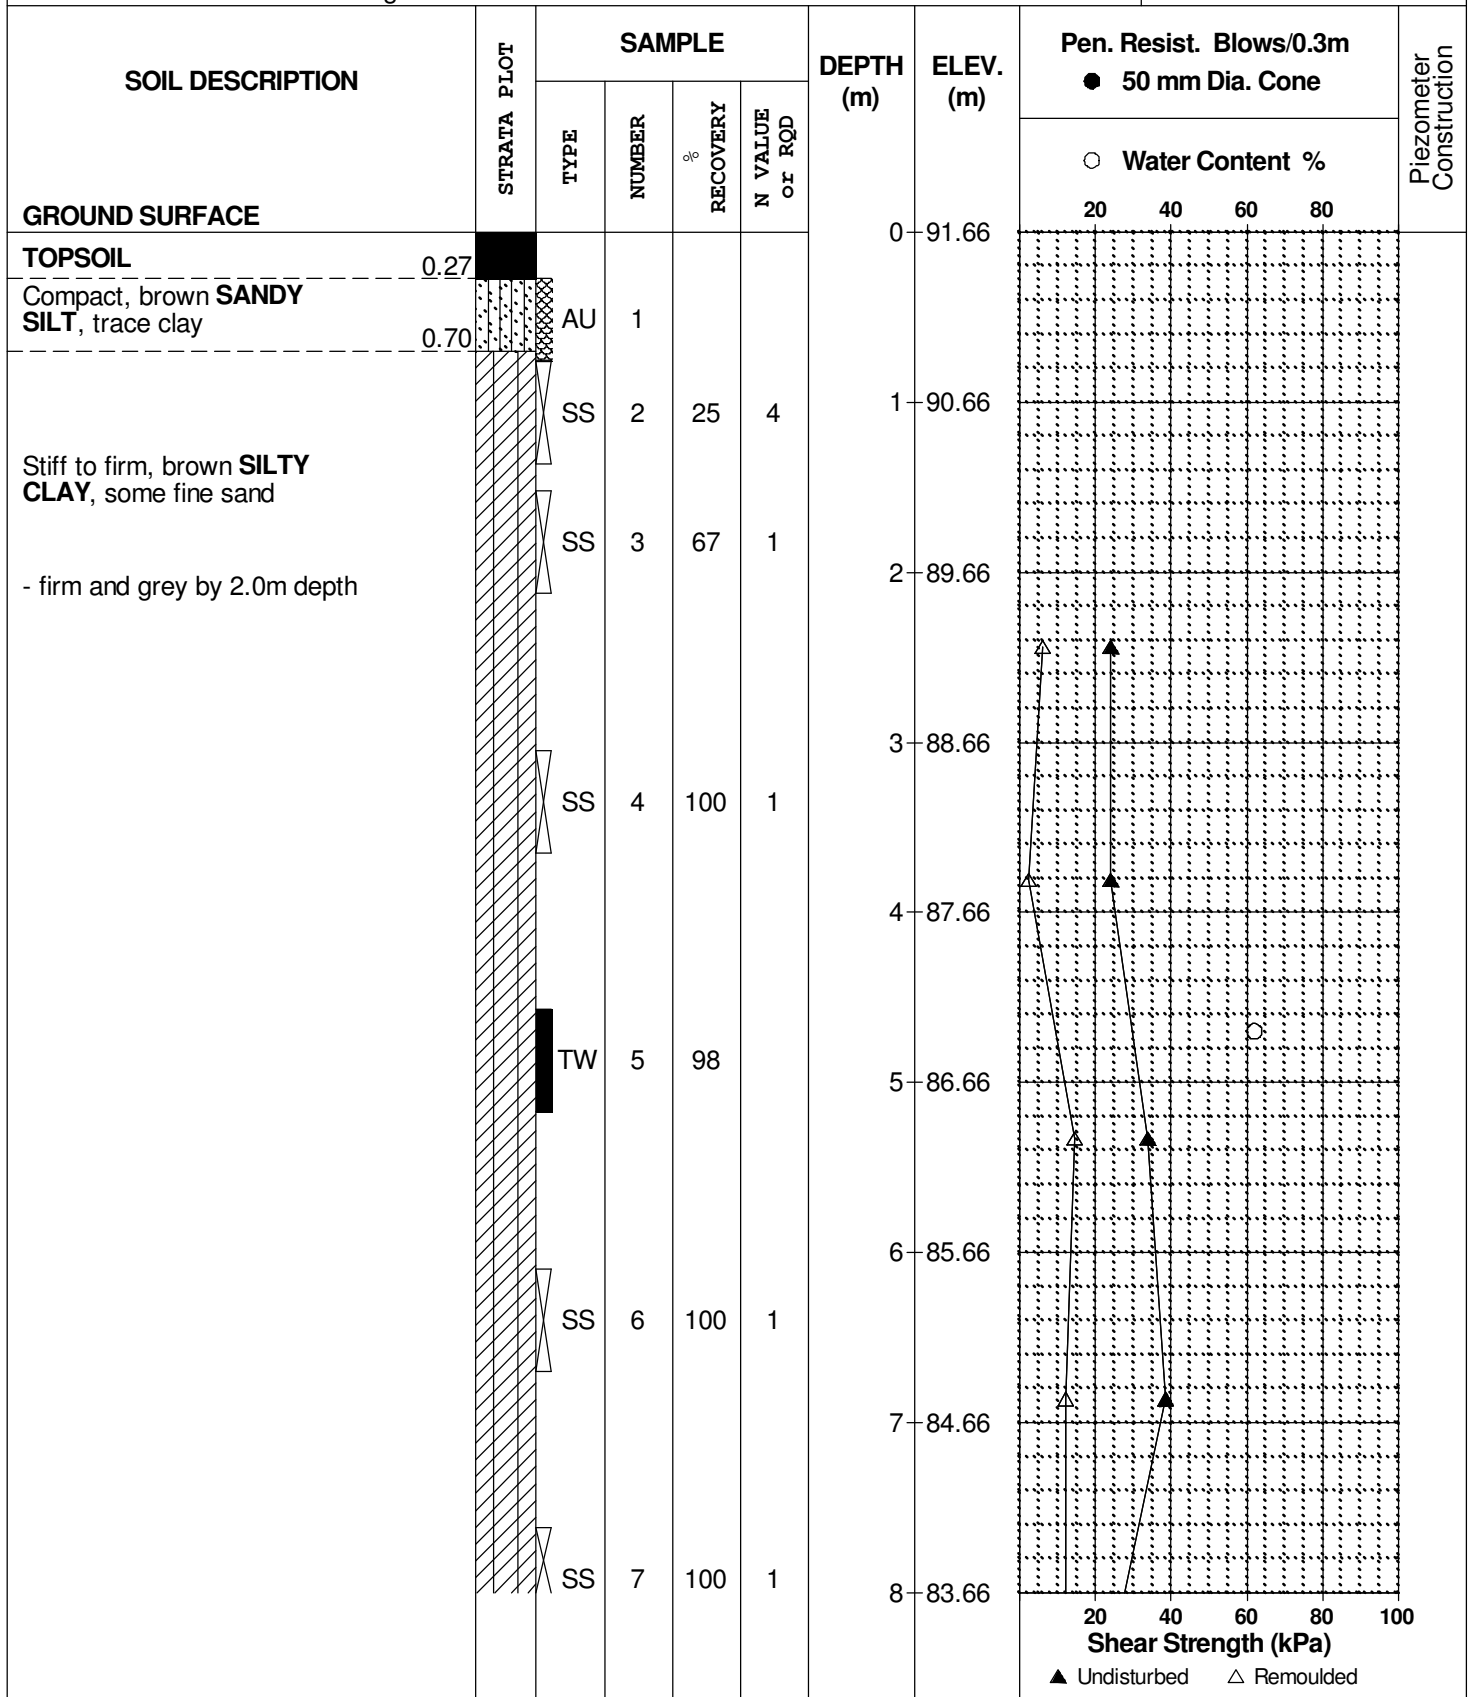 SOIL DESCRIPTION
STRATA PLOT
SAMPLE
TYPE
NUMBER
%
RECOVERY
N VALUE
or RQD
DEPTH
(m)
ELEV.
(m)
Pen. Resist. Blows/0.3m
● 50 mm Dia. Cone
○ Water Content %
Piezometer
Construction
20 40 60 80
GROUND SURFACE
0 91.66
TOPSOIL
0.27
Compact, brown SANDY
SILT, trace clay
0.70
AU 1
SS 2 25 4
1 90.66
Stiff to firm, brown SILTY
CLAY, some fine sand
SS 3 67 1
2 89.66
- firm and grey by 2.0m depth
3 88.66
SS 4 100 1
4 87.66
TW 5 98
5 86.66
6 85.66
SS 6 100 1
7 84.66
SS 7 100 1
8 83.66
20 40 60 80 100
Shear Strength (kPa)
▲ Undisturbed △ Remoulded